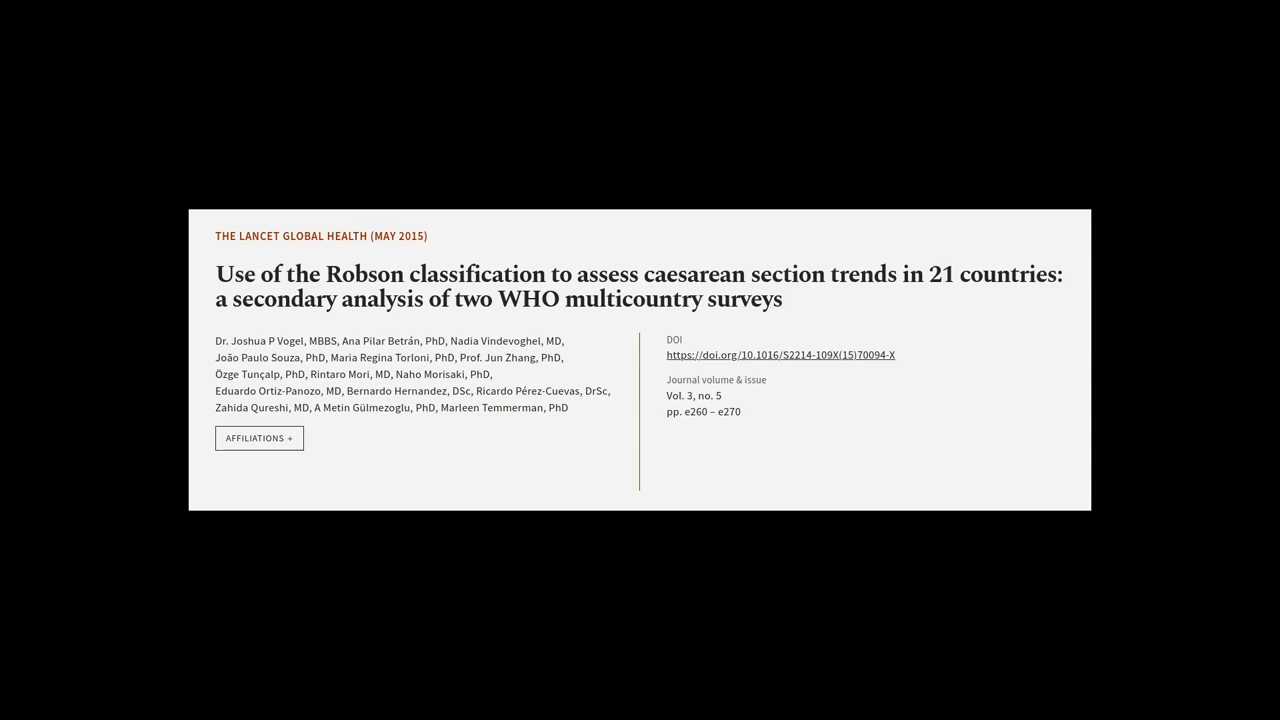 THE LANCET GLOBAL HEALTH (MAY 2015)
Use of the Robson classification to assess caesarean section trends in 21 countries:
a secondary analysis of two WHO multicountry surveys
Dr. Joshua P Vogel, MBBS, Ana Pilar Betrán, PhD, Nadia Vindevoghel, MD,
João Paulo Souza, PhD, Maria Regina Torloni, PhD, Prof. Jun Zhang, PhD,
Özge Tunçalp, PhD, Rintaro Mori, MD, Naho Morisaki, PhD,
Eduardo Ortiz-Panozo, MD, Bernardo Hernandez, DSc, Ricardo Pérez-Cuevas, DrSc,
Zahida Qureshi, MD, A Metin Gülmezoglu, PhD, Marleen Temmerman, PhD
AFFILIATIONS +
DOI
https://doi.org/10.1016/S2214-109X(15)70094-X
Journal volume & issue
Vol. 3, no. 5
pp. e260 – e270